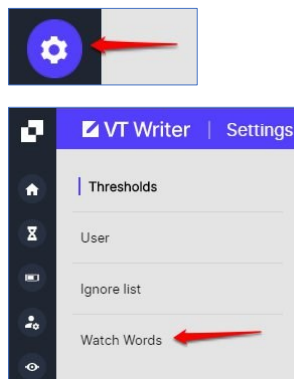 VT Writer | Settings
Thresholds
User
Ignore list
Watch Words